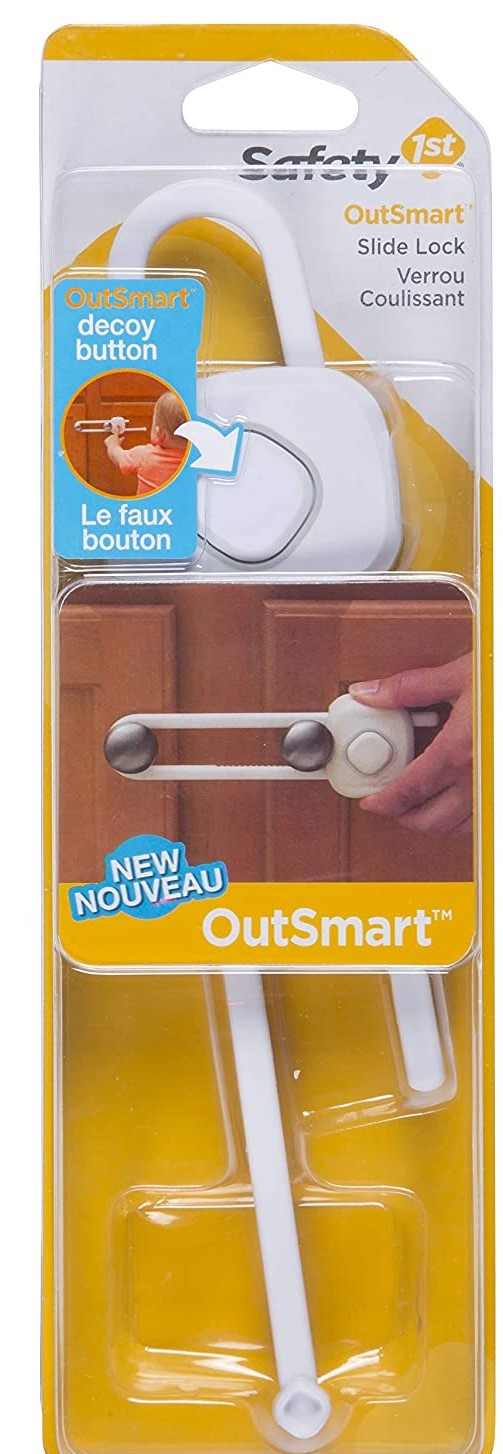 Safety 1st®
OutSmart™
Slide Lock
Verrou
Coulissant
OutSmart™
decoy
button
Le faux
bouton
NEW
NOUVEAU
OutSmart™